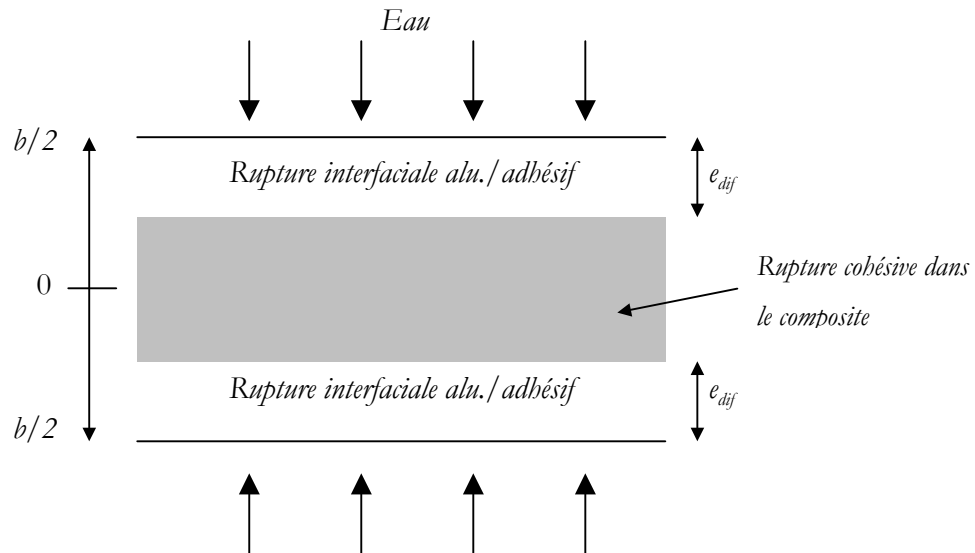 Eau
b/2
Rupture interfaciale alu./adhésif
e_dif
0
Rupture cohésive dans
le composite
Rupture interfaciale alu./adhésif
e_dif
b/2